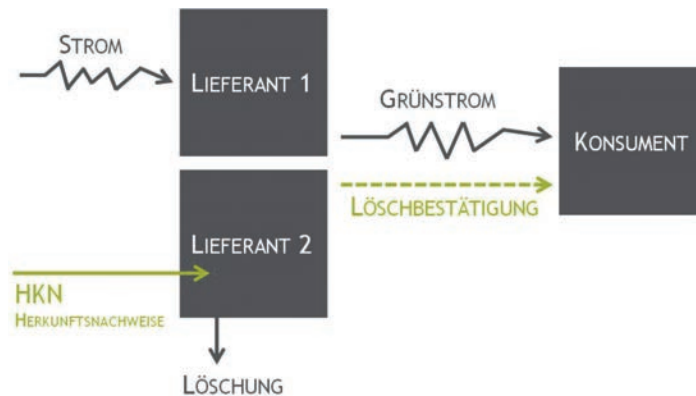 STROM
LIEFERANT 1
GRÜNSTROM
KONSUMENT
LÖSCHBESTÄTIGUNG
LIEFERANT 2
HKN
HERKUNFTSNACHWEISE
LÖSCHUNG